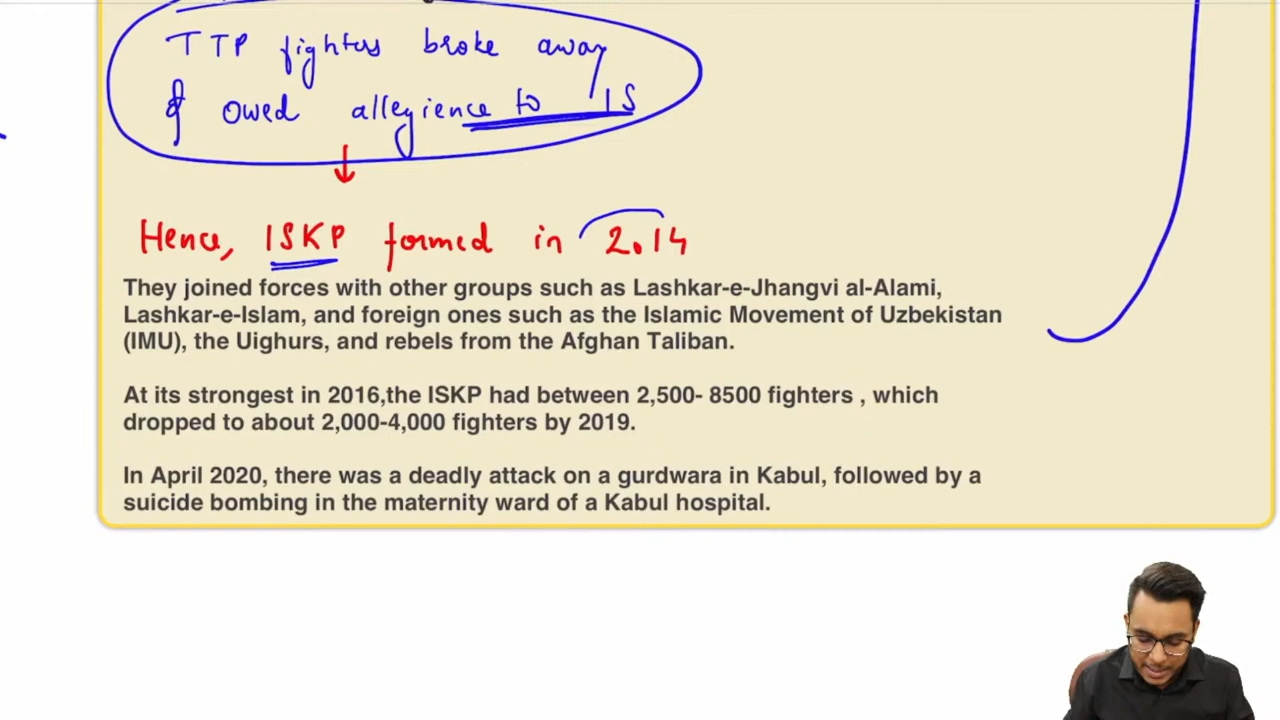 TTP fighters broke away
& owed allegience to IS
Hence, ISKP formed in 2014
They joined forces with other groups such as Lashkar-e-Jhangvi al-Alami,
Lashkar-e-Islam, and foreign ones such as the Islamic Movement of Uzbekistan
(IMU), the Uighurs, and rebels from the Afghan Taliban.
At its strongest in 2016,the ISKP had between 2,500- 8500 fighters , which
dropped to about 2,000-4,000 fighters by 2019.
In April 2020, there was a deadly attack on a gurdwara in Kabul, followed by a
suicide bombing in the maternity ward of a Kabul hospital.